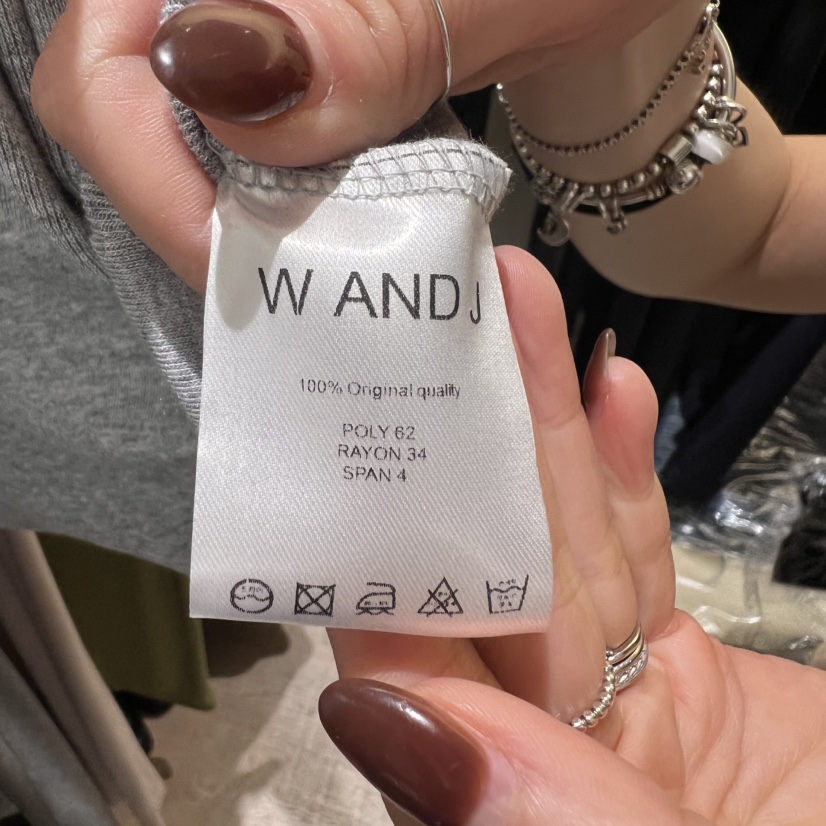 W AND J
100% Original quality
POLY 62
RAYON 34
SPAN 4